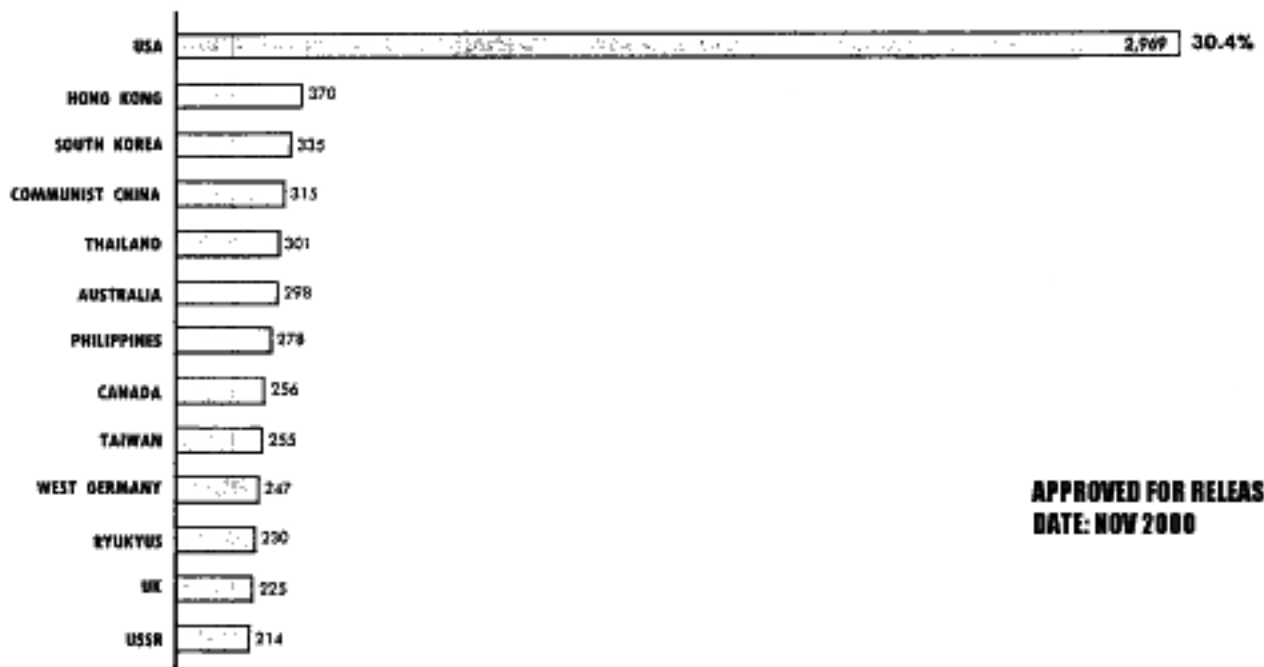 USA 2,969 30.4%
HONG KONG 370
SOUTH KOREA 335
COMMUNIST CHINA 315
THAILAND 301
AUSTRALIA 298
PHILIPPINES 278
CANADA 256
TAIWAN 255
WEST GERMANY 247
RYUKYUS 230
UK 225
USSR 214
APPROVED FOR RELEAS
DATE: NOV 2000